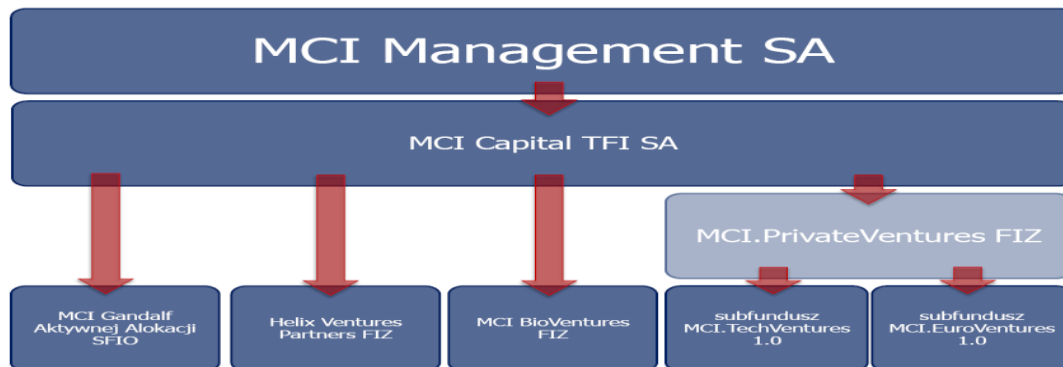 MCI Management SA
MCI Capital TFI SA
MCI.PrivateVentures FIZ
MCI Gandalf
Aktywnej Alokacji
SFIO
Helix Ventures
Partners FIZ
MCI BioVentures
FIZ
subfundusz
MCI.TechVentures
1.0
subfundusz
MCI.EuroVentures
1.0